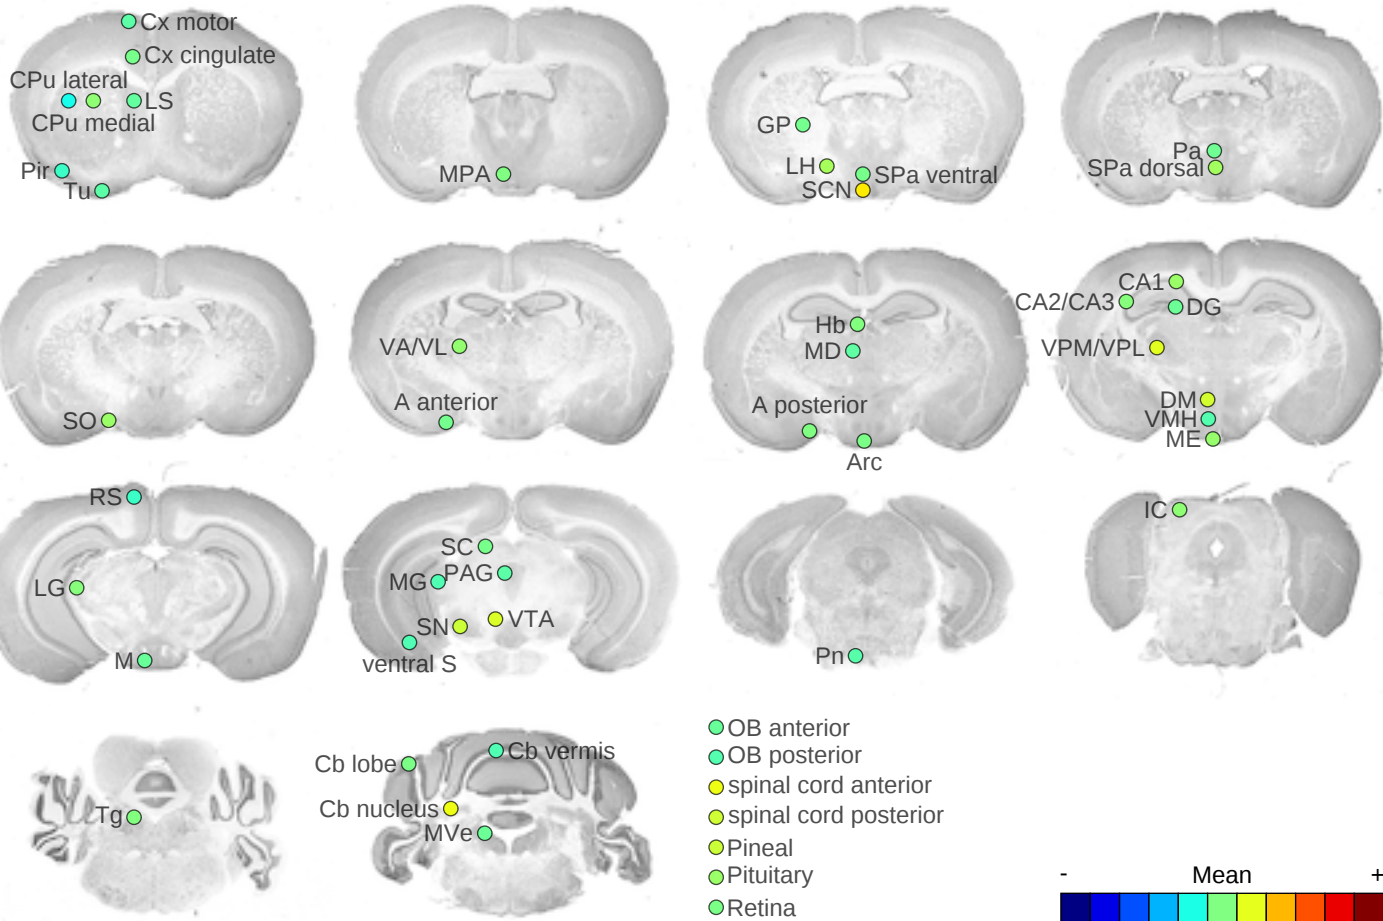 Cx motor
Cx cingulate
CPu lateral
LS
CPu medial
Pir
Tu
MPA
GP
LH
SPa ventral
SCN
Pa
SPa dorsal
SO
VA/VL
A anterior
Hb
MD
A posterior
Arc
CA1
CA2/CA3
DG
VPM/VPL
DM
VMH
ME
RS
LG
M
SC
PAG
MG
SN
VTA
ventral S
Pn
IC
Tg
Cb lobe
Cb vermis
Cb nucleus
MVe
OB anterior
OB posterior
spinal cord anterior
spinal cord posterior
Pineal
Pituitary
Retina
- Mean +